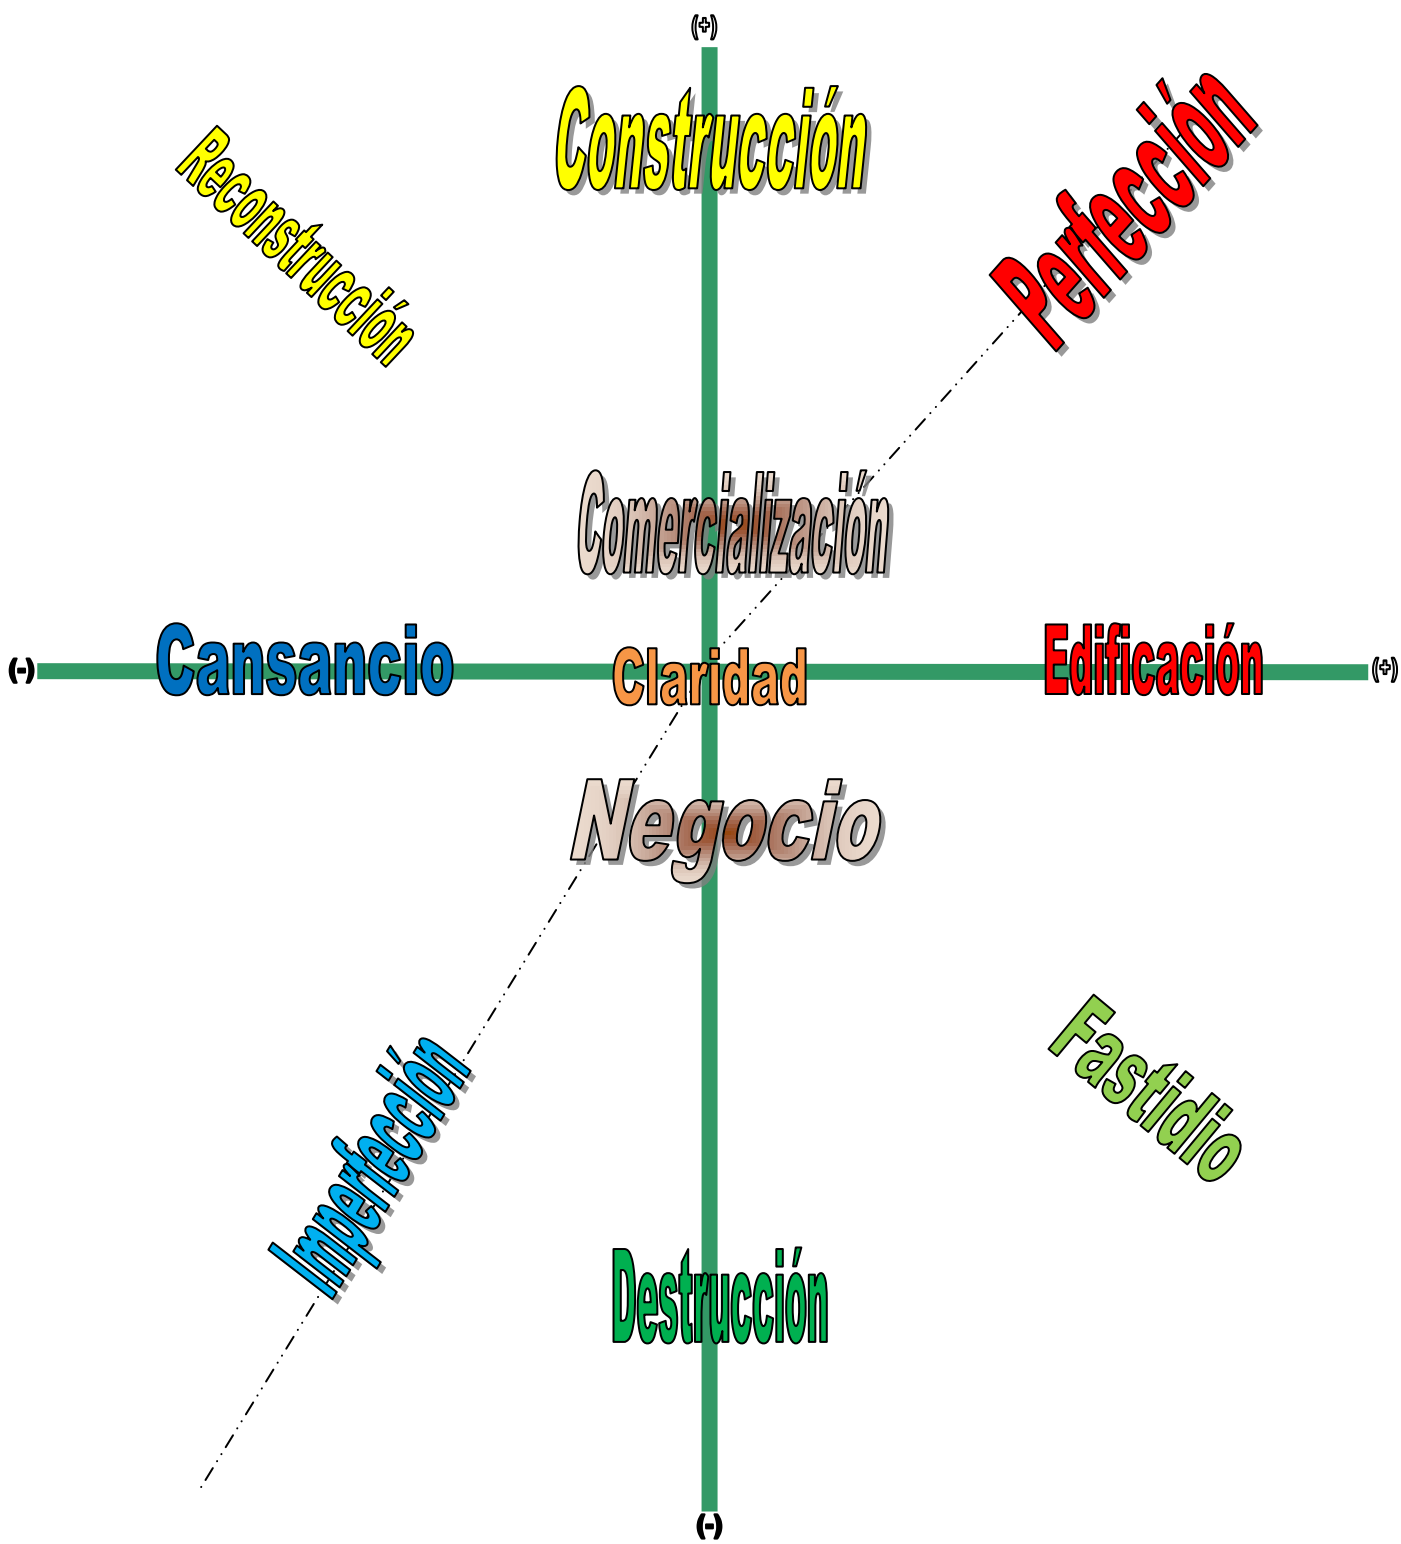 (+)
Construcción
Perfección
Reconstrucción
Comercialización
(-)
Cansancio
Claridad
Edificación
(+)
Negocio
Fastidio
Imperfección
Destrucción
(-)